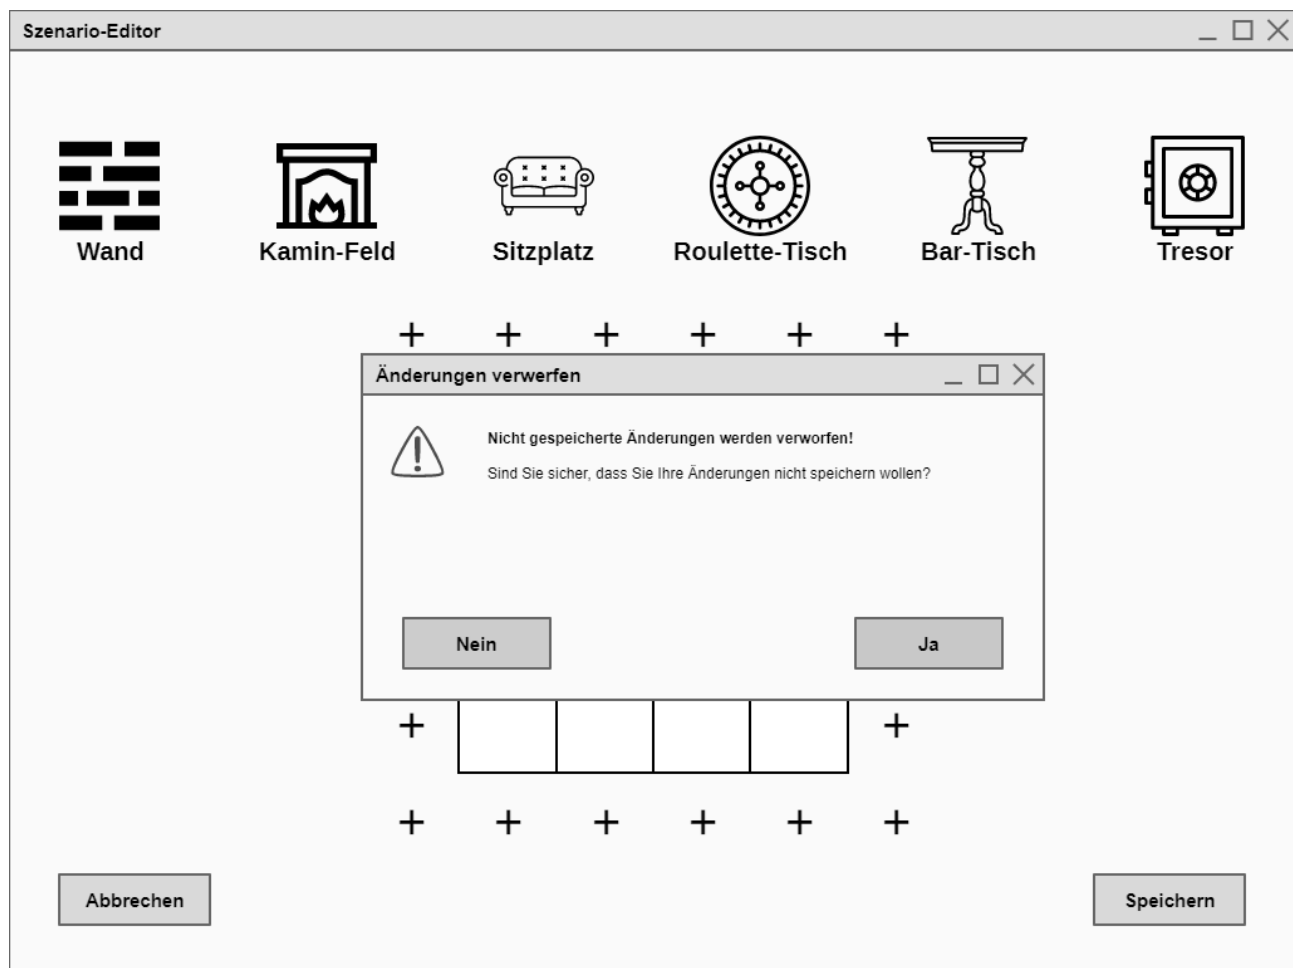 Szenario-Editor
Wand
Kamin-Feld
Sitzplatz
Roulette-Tisch
Bar-Tisch
Tresor
Änderungen verwerfen
Nicht gespeicherte Änderungen werden verworfen!
Sind Sie sicher, dass Sie Ihre Änderungen nicht speichern wollen?
Nein
Ja
Abbrechen
Speichern